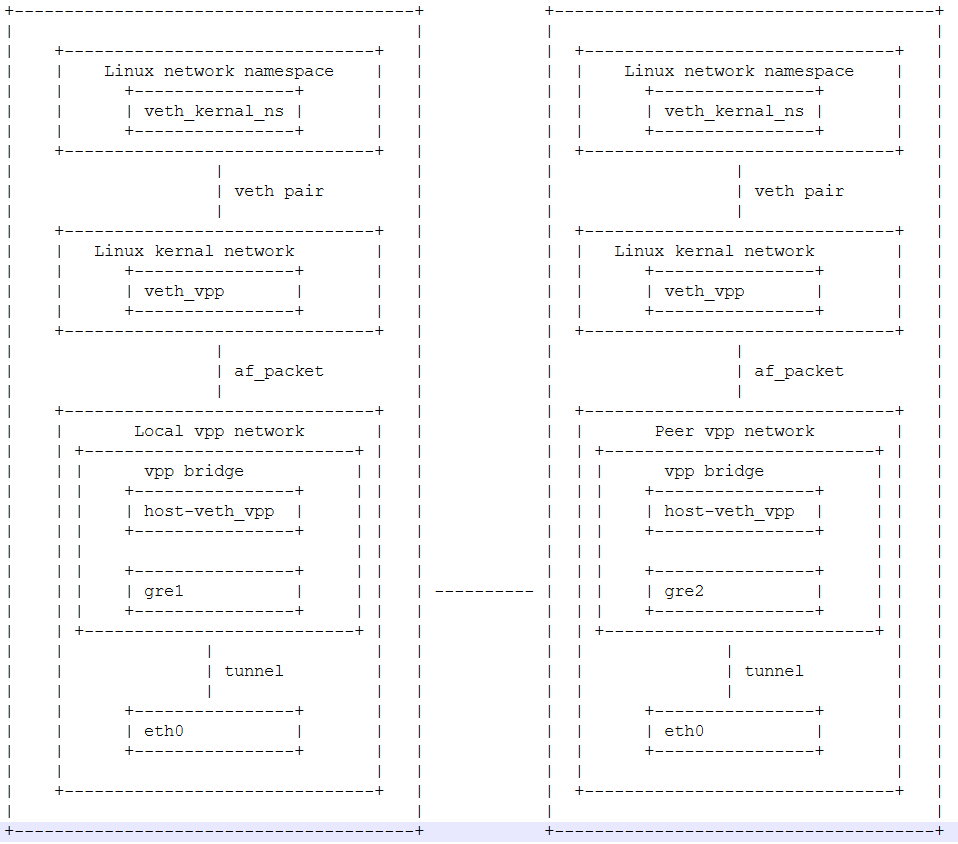 Linux network namespace
veth_kernal_ns
veth pair
Linux kernal network
veth_vpp
af_packet
Local vpp network
vpp bridge
host-veth_vpp
gre1
tunnel
eth0
----------
Linux network namespace
veth_kernal_ns
veth pair
Linux kernal network
veth_vpp
af_packet
Peer vpp network
vpp bridge
host-veth_vpp
gre2
tunnel
eth0